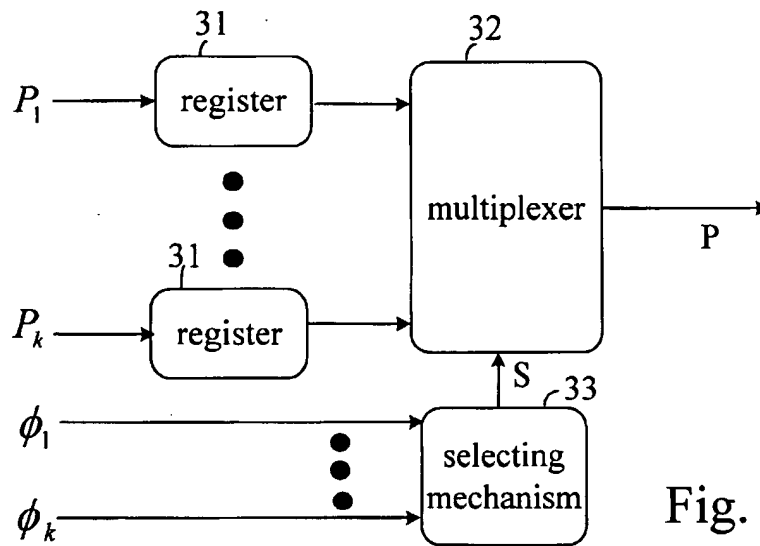 31
32
P₁
register
multiplexer
P
31
Pₖ
register
S
33
ϕ₁
selecting
mechanism
ϕₖ
Fig.